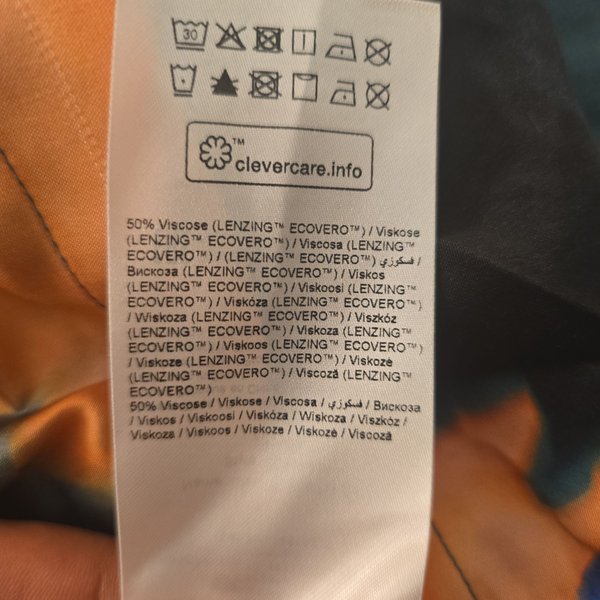 30
clevercare.info™
50% Viscose (LENZING™ ECOVERO™) / Viskose
(LENZING™ ECOVERO™) / Viscosa (LENZING™
ECOVERO™) / (LENZING™ ECOVERO™) فسكوزي /
Вискоза (LENZING™ ECOVERO™) / Viskos
(LENZING™ ECOVERO™) / Viskoosi (LENZING™
ECOVERO™) / Viskóza (LENZING™ ECOVERO™)
/ Wiskoza (LENZING™ ECOVERO™) / Viszkóz
(LENZING™ ECOVERO™) / Viskoza (LENZING™
ECOVERO™) / Viskoos (LENZING™ ECOVERO™)
/ Viskoze (LENZING™ ECOVERO™) / Viskozė
(LENZING™ ECOVERO™) / Viscoză (LENZING™
ECOVERO™)
50% Viscose / Viskose / Viscosa / فسكوزي / Вискоза
/ Viskos / Viskoosi / Viskóza / Wiskoza / Viszkóz /
Viskoza / Viskoos / Viskoze / Viskozė / Viscoză